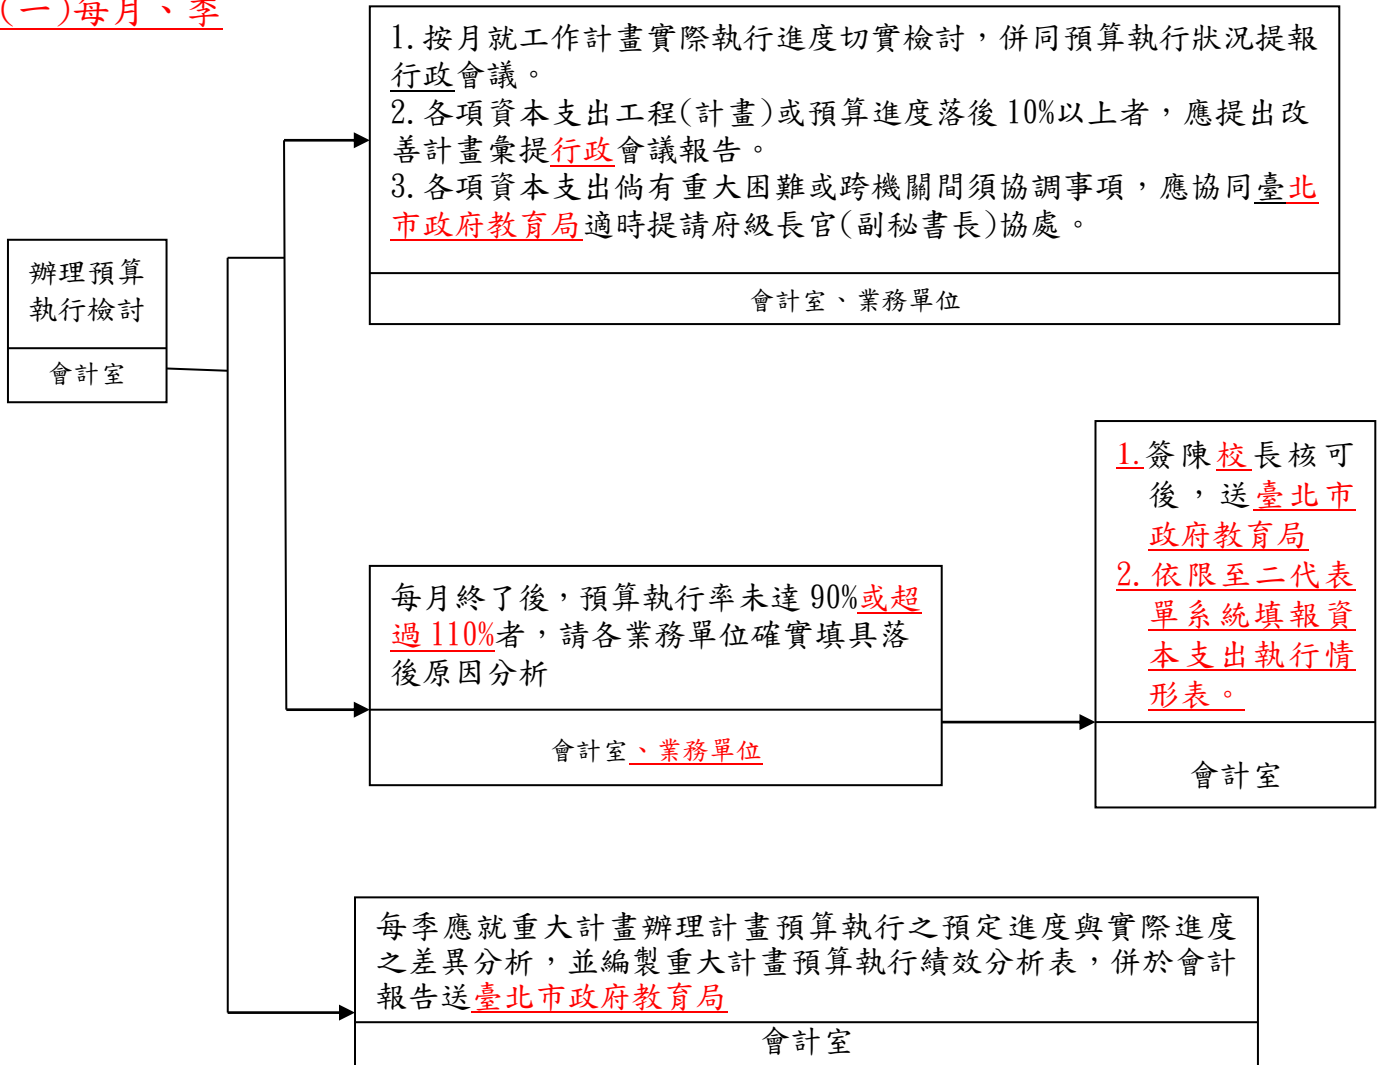 (一)每月、季
1.按月就工作計畫實際執行進度切實檢討，併同預算執行狀況提報
行政會議。
2.各項資本支出工程(計畫)或預算進度落後10%以上者，應提出改
善計畫彙提行政會議報告。
3.各項資本支出倘有重大困難或跨機關間須協調事項，應協同臺北
市政府教育局適時提請府級長官(副秘書長)協處。
會計室、業務單位
辦理預算
執行檢討
會計室
每月終了後，預算執行率未達90%或超
過110%者，請各業務單位確實填具落
後原因分析
會計室、業務單位
1.簽陳校長核可
後，送臺北市
政府教育局
2.依限至二代表
單系統填報資
本支出執行情
形表。
會計室
每季應就重大計畫辦理計畫預算執行之預定進度與實際進度
之差異分析，並編製重大計畫預算執行績效分析表，併於會計
報告送臺北市政府教育局
會計室